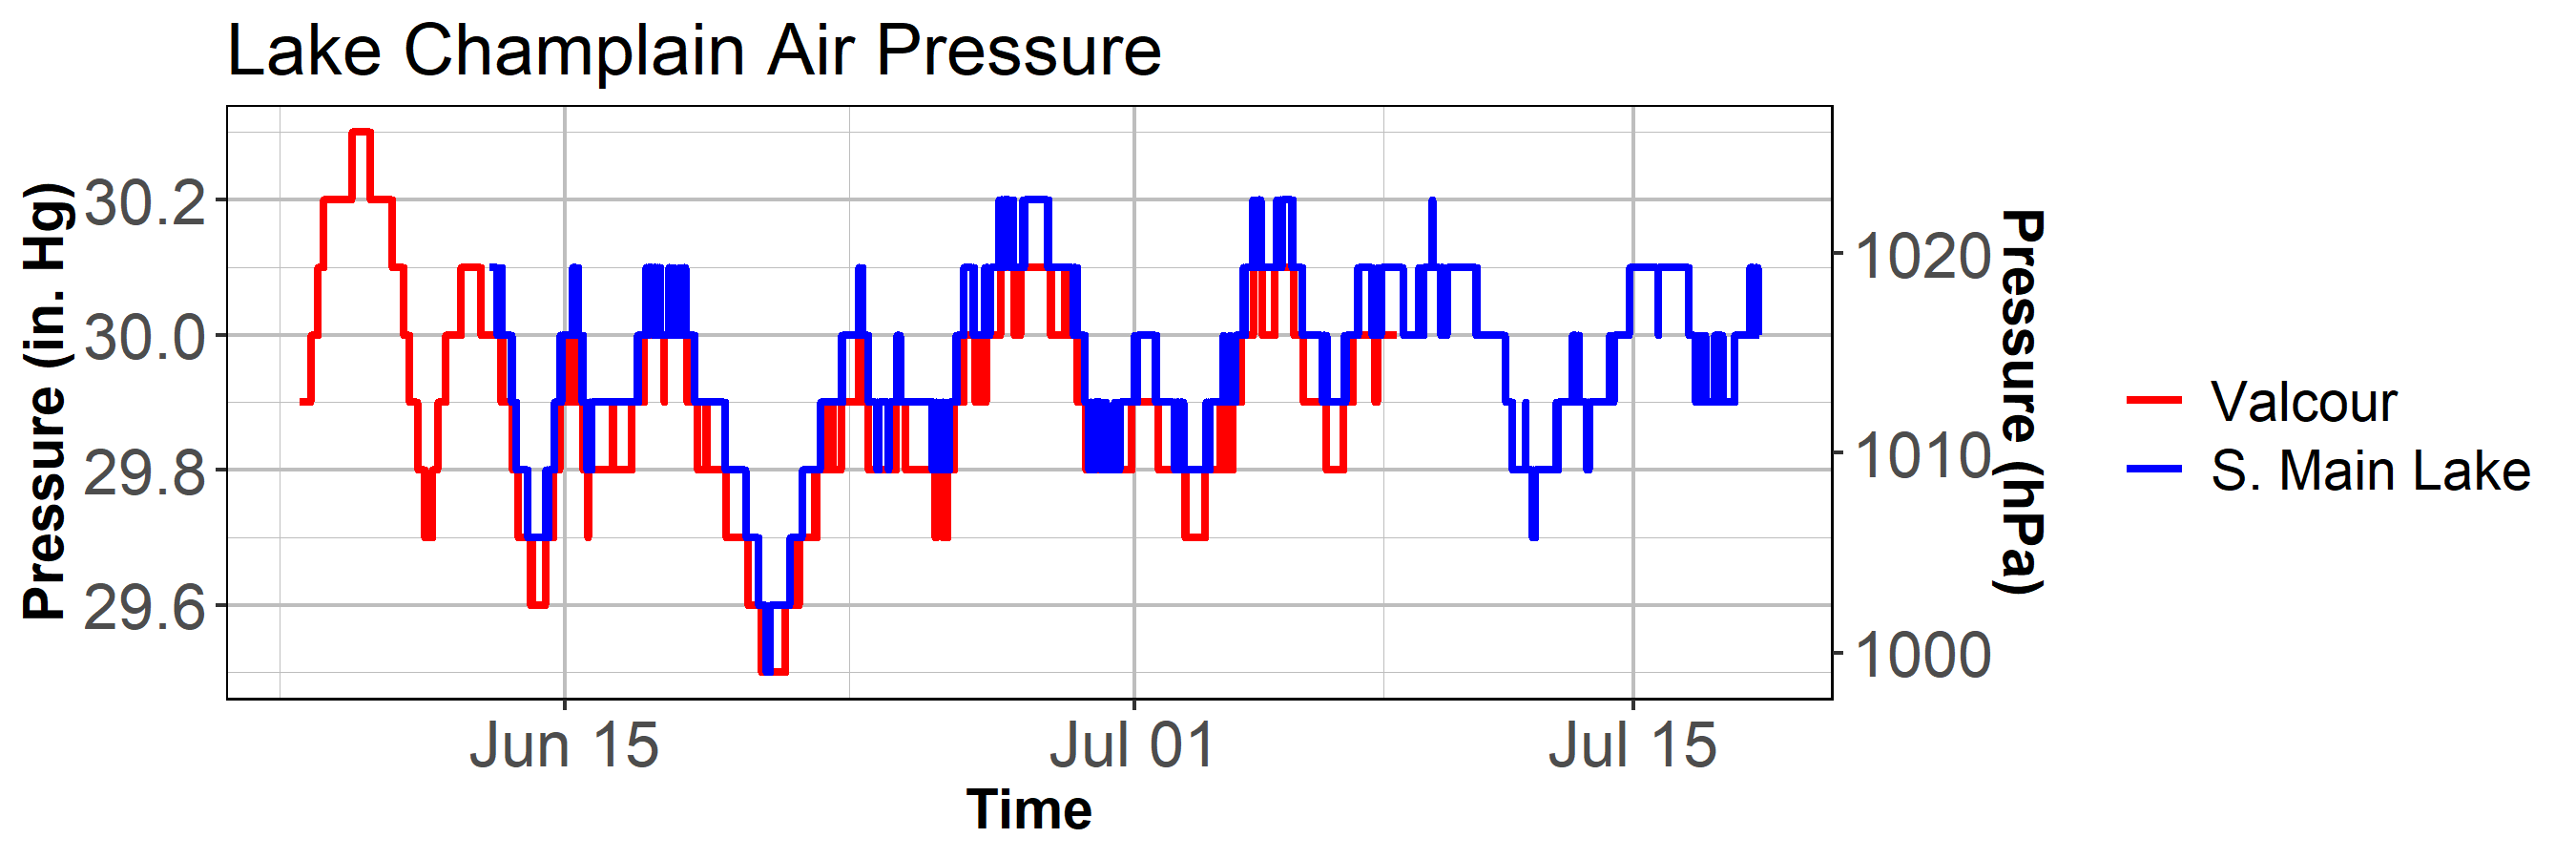 Lake Champlain Air Pressure
Pressure (in. Hg)
30.2
30.0
29.8
29.6
1020
1010
1000
Pressure (hPa)
Jun 15
Jul 01
Jul 15
Time
Valcour
S. Main Lake